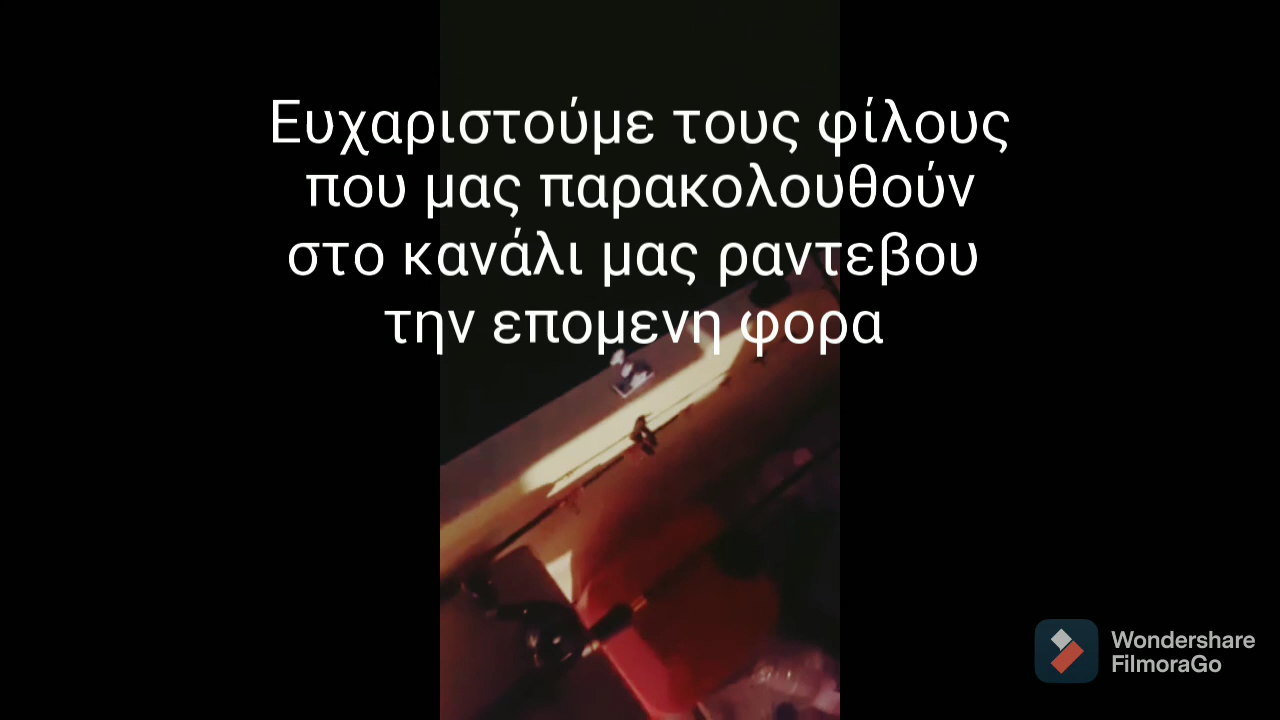 Ευχαριστούμε τους φίλους
που μας παρακολουθούν
στο κανάλι μας ραντεβου
την επομενη φορα
Wondershare
FilmoraGo